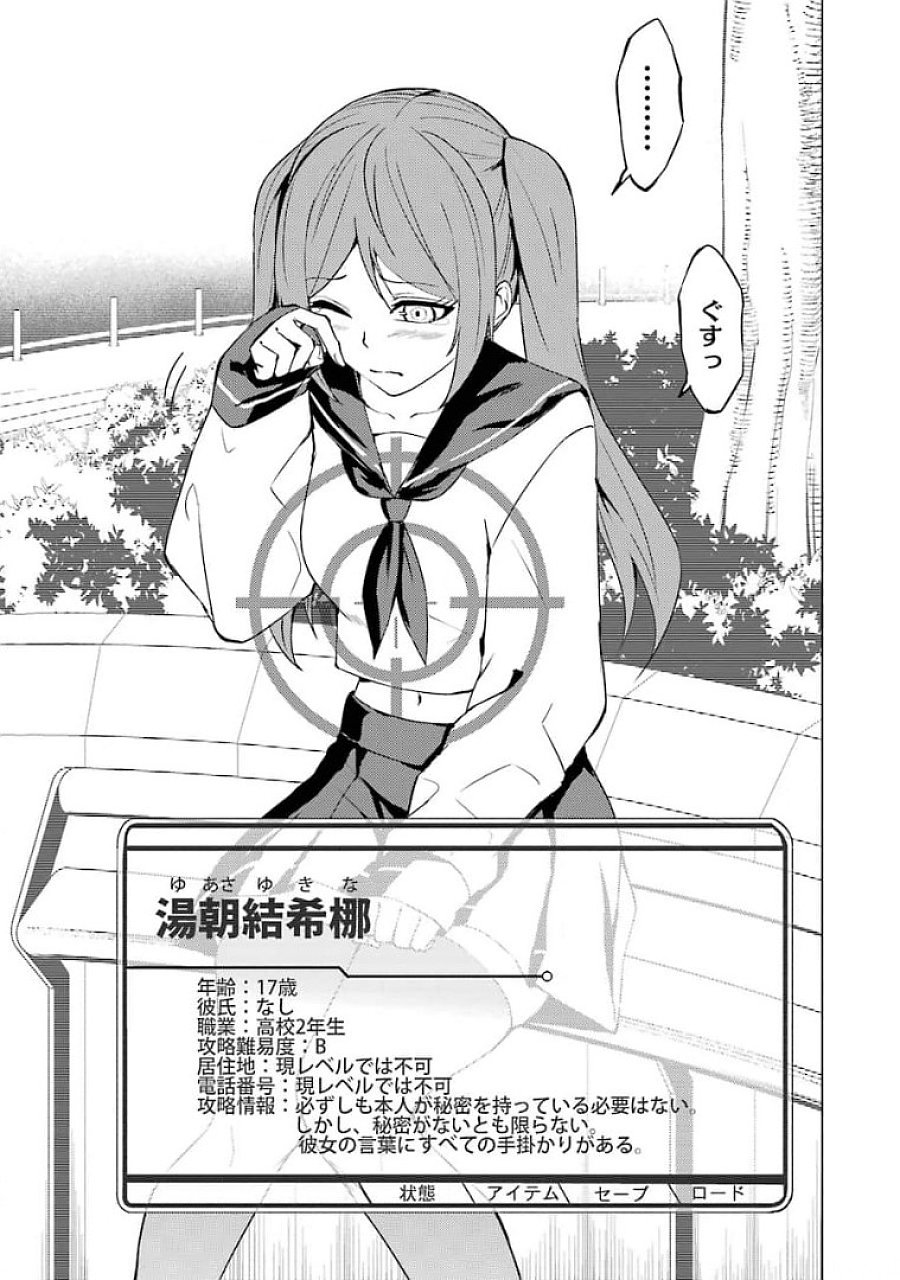 ………
ぐすっ
ゆあさゆきな
湯朝結希梛
年齢：17歳
彼氏：なし
職業：高校2年生
攻略難易度：B
居住地：現レベルでは不可
電話番号：現レベルでは不可
攻略情報：必ずしも本人が秘密を持っている必要はない。
しかし、秘密がないとも限らない。
彼女の言葉にすべての手掛かりがある。
状態 \ アイテム \ セーブ \ ロード